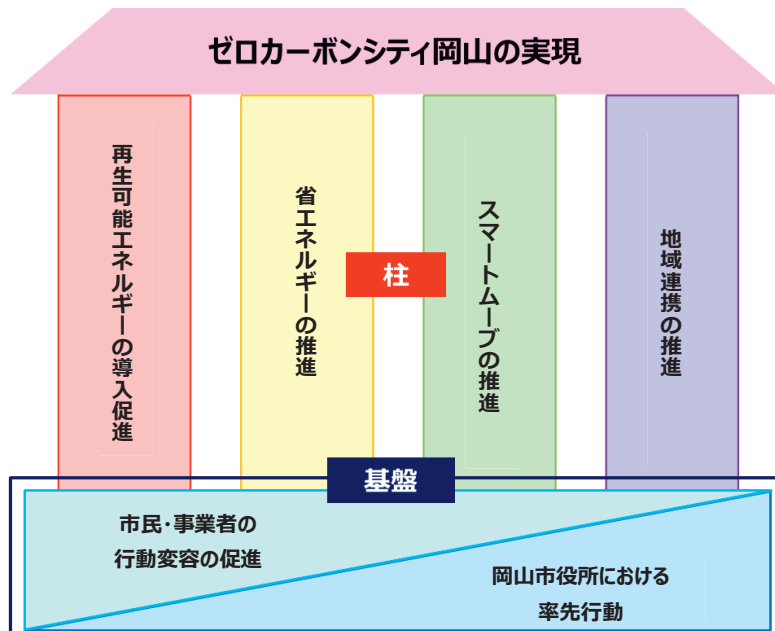 ゼロカーボンシティ岡山の実現
再生可能エネルギーの導入促進
省エネルギーの推進
柱
スマートムーブの推進
地域連携の推進
基盤
市民・事業者の
行動変容の促進
岡山市役所における
率先行動